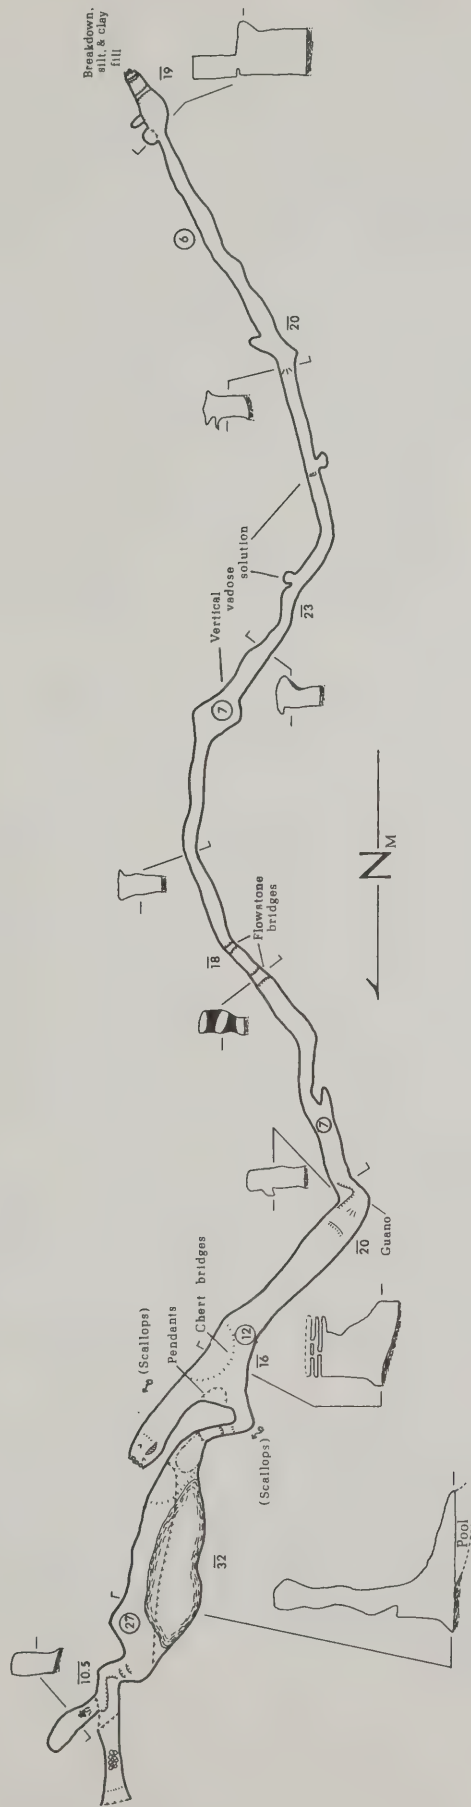 Breakdown,
silt, & clay
fill
19
6
20
Vertical
vadose
solution
23
7
18
Flowstone
bridges
N
M
7
20
Guano
(Scallops)
Pendants
Chert bridges
12
16
(Scallops)
32
27
10.5
Pool